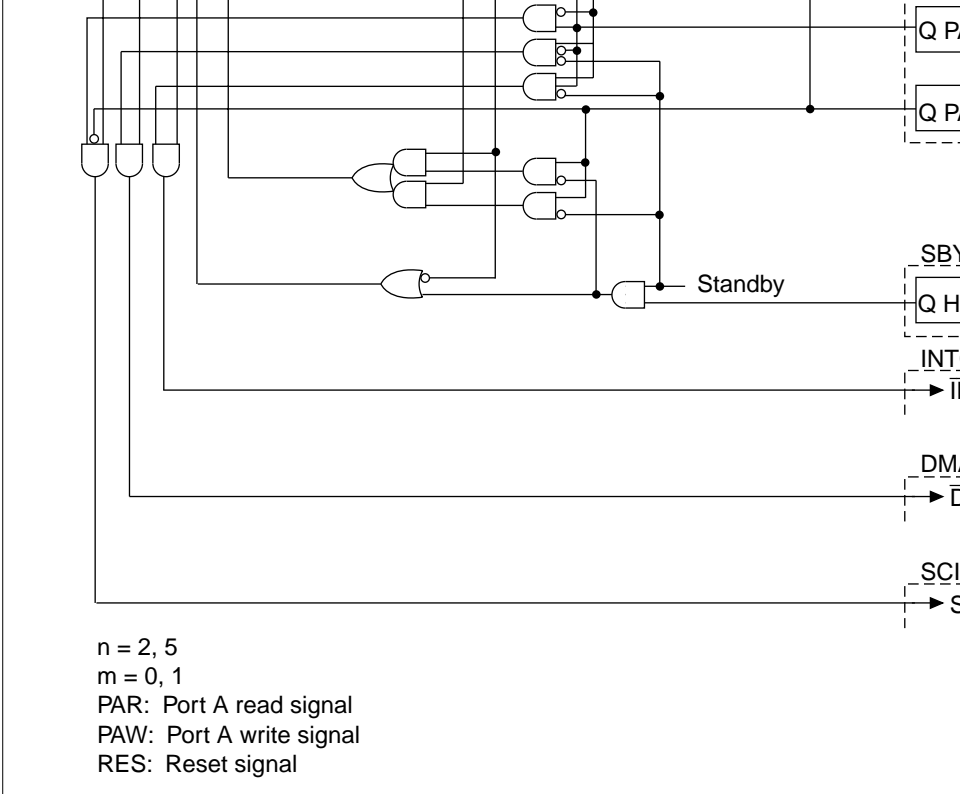 Q PA
Q PA
SBY
Standby
Q H
INT
DMA
SCI
n = 2, 5
m = 0, 1
PAR: Port A read signal
PAW: Port A write signal
RES: Reset signal